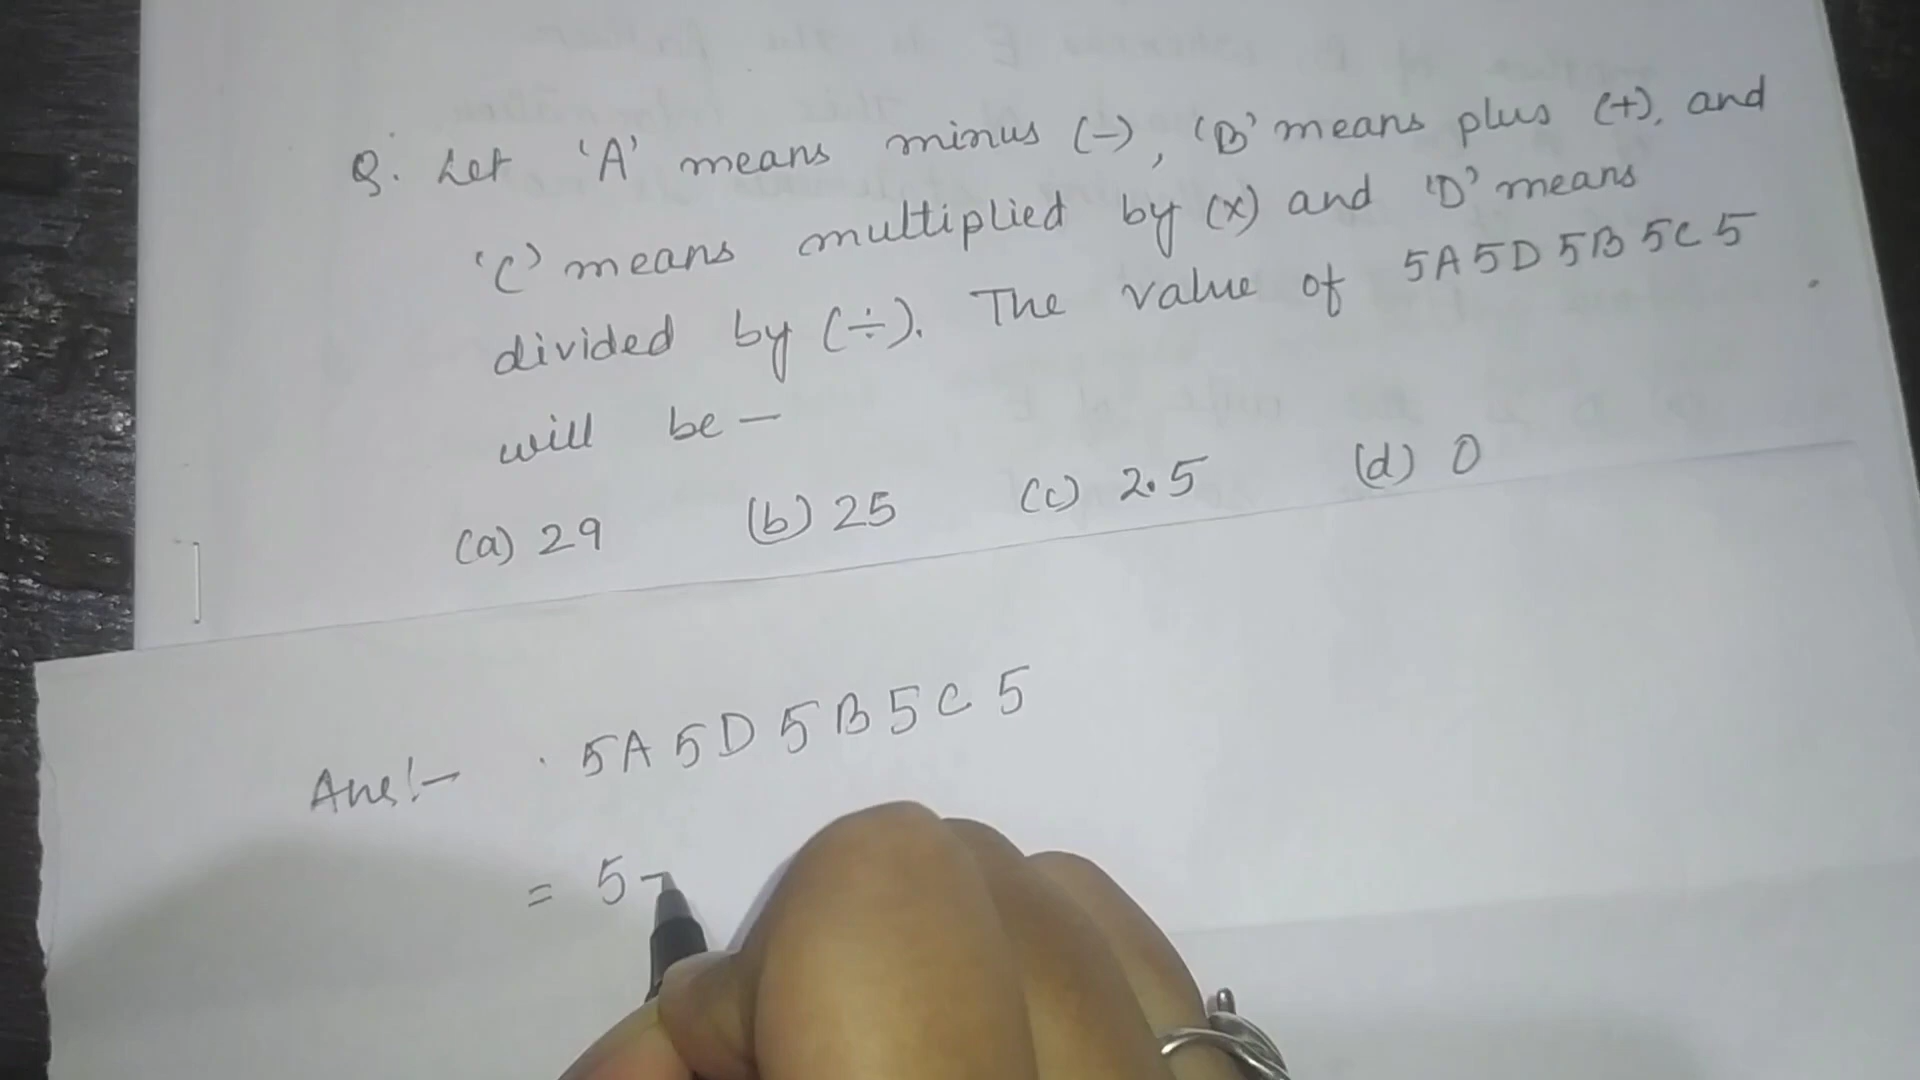 Q. Let 'A' means minus (-), 'B' means plus (+), and
'C' means multiplied by (x) and 'D' means
divided by (÷). The value of 5A5D5B5C5
will be —
(a) 29 (b) 25 (c) 2.5 (d) 0
Ans!- 5A5D5B5C5
= 5-